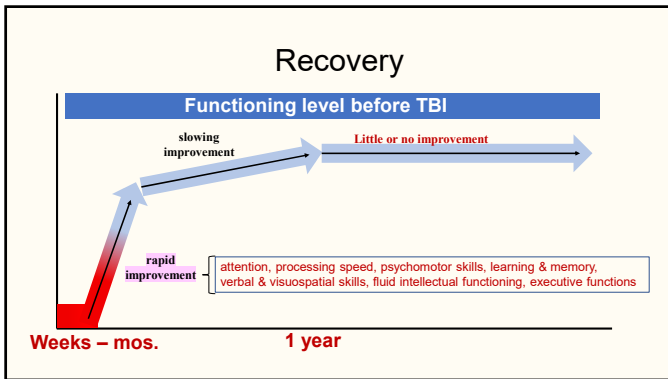 Recovery
Functioning level before TBI
slowing
improvement
Little or no improvement
rapid
improvement
attention, processing speed, psychomotor skills, learning & memory,
verbal & visuospatial skills, fluid intellectual functioning, executive functions
Weeks – mos.
1 year